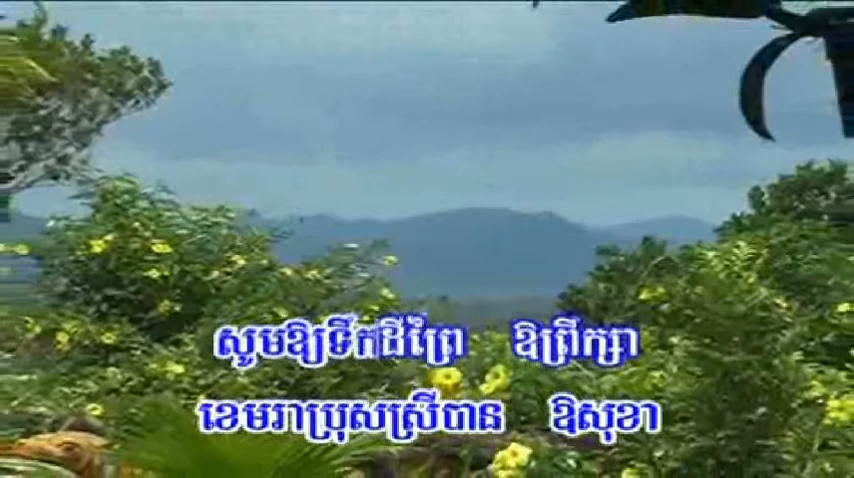 សូមឱ្យទឹកដីព្រៃ ឱព្រឹក្សា
ខេមរាប្រុសស្រីបាន ឱសុខា